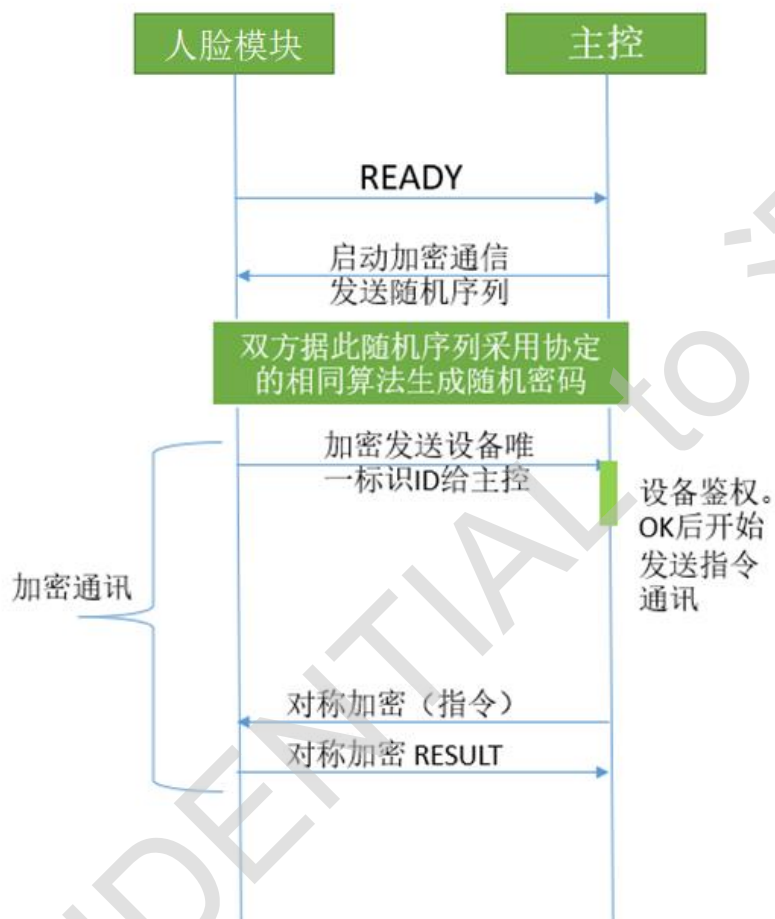 人脸模块
主控
READY
启动加密通信
发送随机序列
双方据此随机序列采用协定
的相同算法生成随机密码
加密发送设备唯
一标识ID给主控
设备鉴权。
OK后开始
发送指令
通讯
加密通讯
对称加密（指令）
对称加密 RESULT
IDENTIAL to